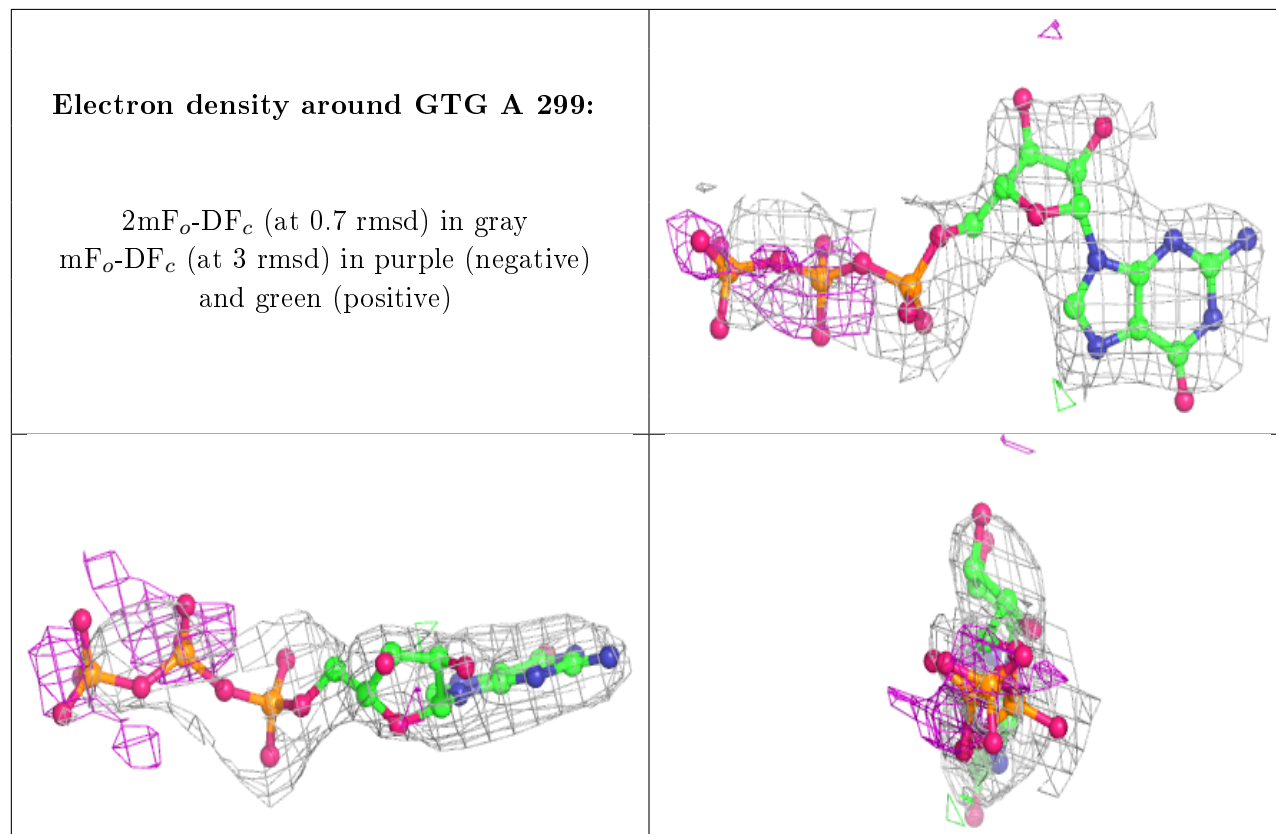 Electron density around GTG A 299:
2mFo-DFc (at 0.7 rmsd) in gray
mFo-DFc (at 3 rmsd) in purple (negative)
and green (positive)